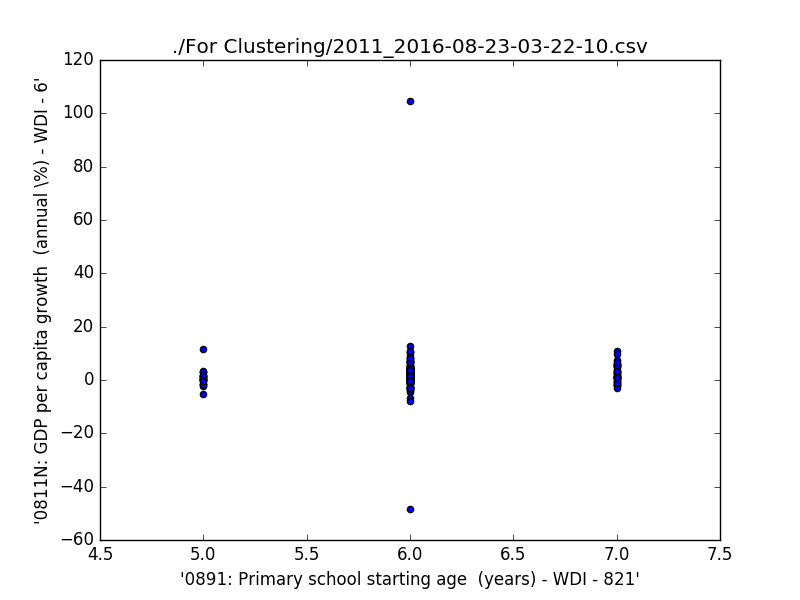 ./For Clustering/2011_2016-08-23-03-22-10.csv
120
100
80
60
40
20
0
−20
−40
−60
'0811N: GDP per capita growth  (annual \%) - WDI - 6'
4.5 5.0 5.5 6.0 6.5 7.0 7.5
'0891: Primary school starting age  (years) - WDI - 821'